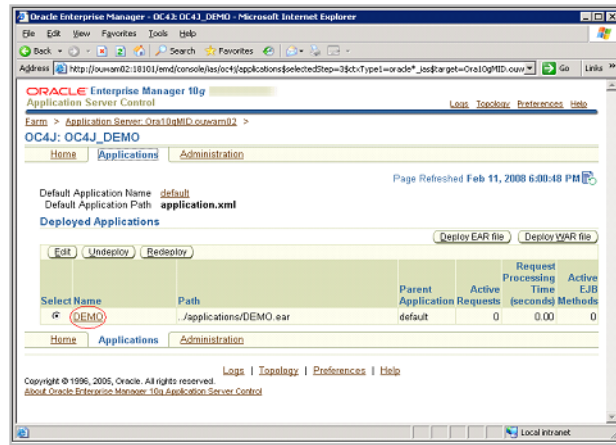 Oracle Enterprise Manager - OC4J: OC4J_DEMO - Microsoft Internet Explorer
File Edit View Favorites Tools Help
Back Search Favorites
Address http://ouwam02:18101/emd/console/ias/oc4j/applications$selectedStep=3$ctxType1=oracle*_ias$target=Ora10gMID.ouw Go Links »
ORACLE Enterprise Manager 10g
Application Server Control
Logs Topology Preferences Help
Farm > Application Server: Ora10gMID.ouwam02 >
OC4J: OC4J_DEMO
Home Applications Administration
Page Refreshed Feb 11, 2008 6:00:48 PM
Default Application Name default
Default Application Path application.xml
Deployed Applications
Deploy EAR file Deploy WAR file
Edit Undeploy Redeploy
Select Name Path Parent Application Active Requests Request Processing Time (seconds) Active EJB Methods
DEMO ../applications/DEMO.ear default 0 0.00 0
Home Applications Administration
Logs | Topology | Preferences | Help
Copyright © 1996, 2005, Oracle. All rights reserved.
About Oracle Enterprise Manager 10g Application Server Control
Local intranet